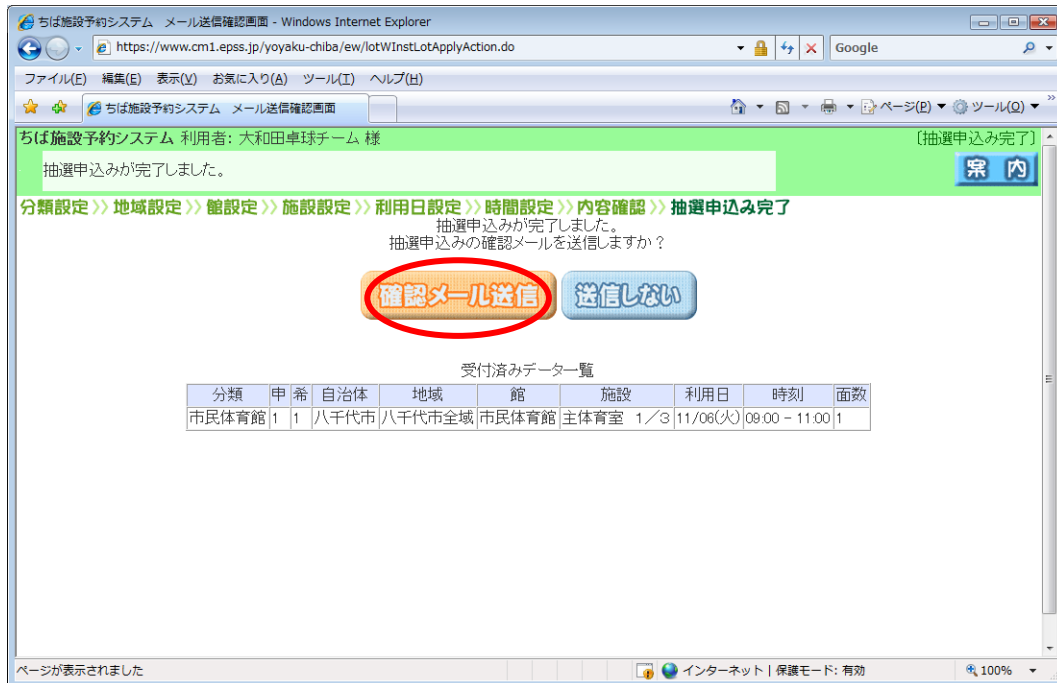 ちば施設予約システム　メール送信確認画面 - Windows Internet Explorer
https://www.cm1.epss.jp/yoyaku-chiba/ew/lotWInstLotApplyAction.do
Google
ファイル(F) 編集(E) 表示(V) お気に入り(A) ツール(T) ヘルプ(H)
ちば施設予約システム　メール送信確認画面
ページ(P) ツール(O) »
ちば施設予約システム 利用者: 大和田卓球チーム 様 〔抽選申込み完了〕
抽選申込みが完了しました。
案内
分類設定 >> 地域設定 >> 館設定 >> 施設設定 >> 利用日設定 >> 時間設定 >> 内容確認 >> 抽選申込み完了
抽選申込みが完了しました。
抽選申込みの確認メールを送信しますか？
確認メール送信 送信しない
受付済みデータ一覧
分類 申 希 自治体 地域 館 施設 利用日 時刻 面数
市民体育館 1 1 八千代市 八千代市全域 市民体育館 主体育室　1／3 11/06(火) 09:00 - 11:00 1
ページが表示されました インターネット | 保護モード: 有効 100%